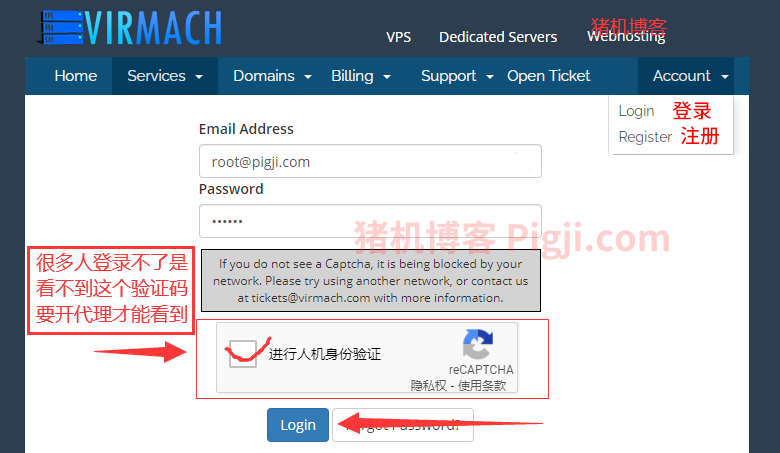 VIRMACH
猪机博客
VPS Dedicated Servers Webhosting
Home Services Domains Billing Support Open Ticket Account
Login 登录
Register 注册
Email Address
root@pigji.com
Password
••••••
猪机博客 Pigji.com
很多人登录不了是
看不到这个验证码
要开代理才能看到
If you do not see a Captcha, it is being blocked by your
network. Please try using another network, or contact us
at tickets@virmach.com with more information.
进行人机身份验证
reCAPTCHA
隐私权 - 使用条款
Login Forgot Password?